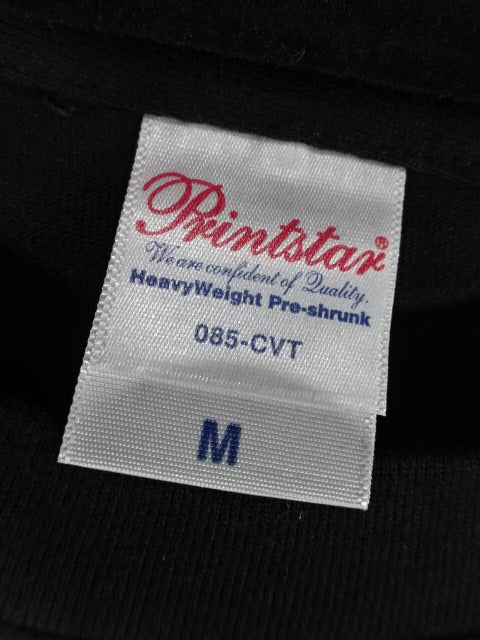 Printstar®
We are confident of Quality.
HeavyWeight Pre-shrunk
085-CVT
M